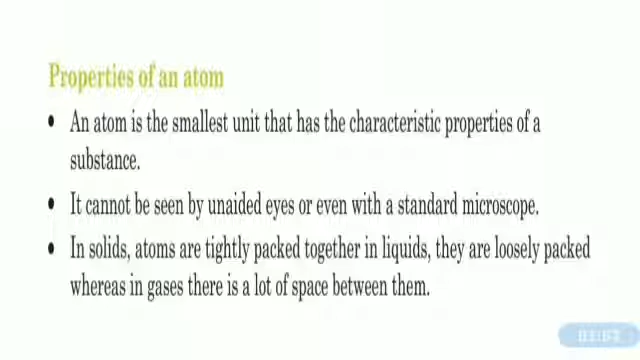 Properties of an atom
• An atom is the smallest unit that has the characteristic properties of a
substance.
• It cannot be seen by unaided eyes or even with a standard microscope.
• In solids, atoms are tightly packed together in liquids, they are loosely packed
whereas in gases there is a lot of space between them.